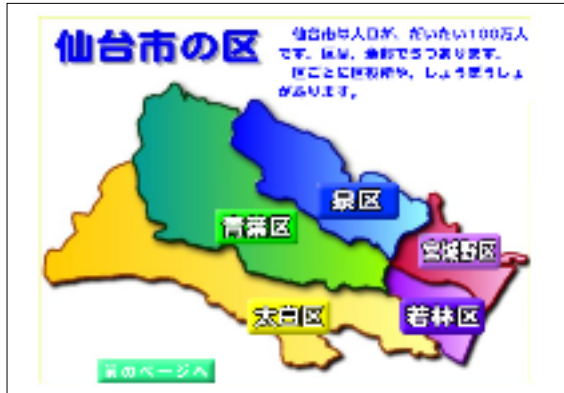 仙台市の区
仙台市は人口が、だいたい100万人
です。区は、全部で5つあります。
区ごとに区役所や、しょうぼうしょ
があります。
泉区
青葉区
宮城野区
太白区
若林区
前のページへ